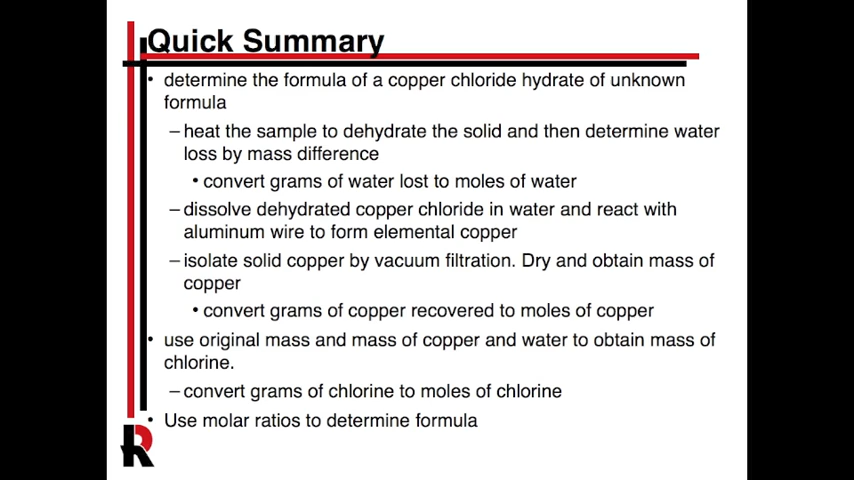 Quick Summary
• determine the formula of a copper chloride hydrate of unknown
formula
– heat the sample to dehydrate the solid and then determine water
loss by mass difference
• convert grams of water lost to moles of water
– dissolve dehydrated copper chloride in water and react with
aluminum wire to form elemental copper
– isolate solid copper by vacuum filtration. Dry and obtain mass of
copper
• convert grams of copper recovered to moles of copper
• use original mass and mass of copper and water to obtain mass of
chlorine.
– convert grams of chlorine to moles of chlorine
• Use molar ratios to determine formula
R